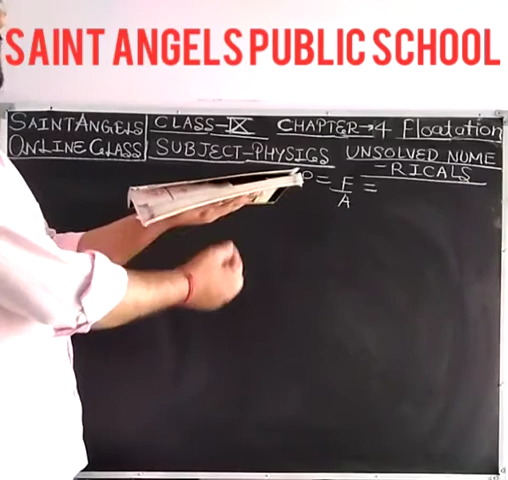 SAINT ANGELS PUBLIC SCHOOL
SAINT ANGELS CLASS-IX CHAPTER→4 Floatation
ONLINE CLASS SUBJECT-PHYSICS UNSOLVED NUME
-RICALS
P = F/A =